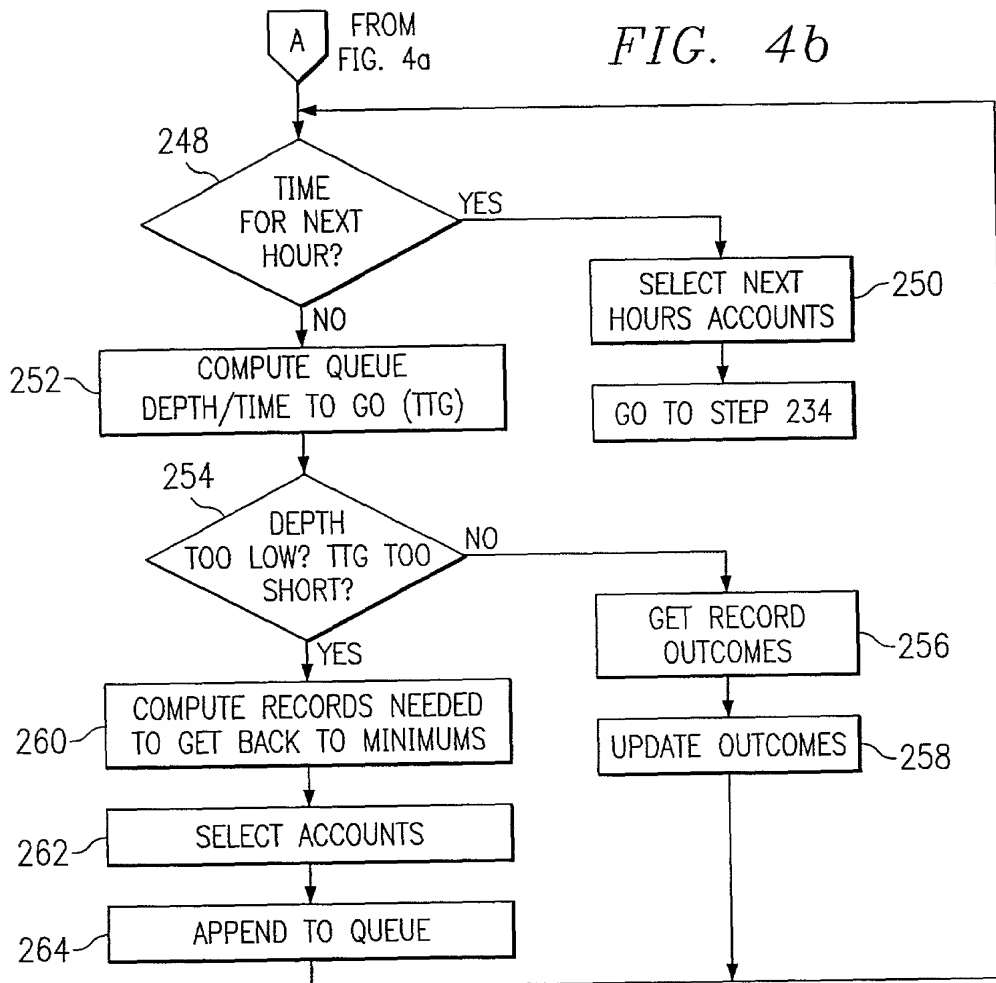 A
FROM
FIG. 4a
FIG. 4b
248
TIME
FOR NEXT
HOUR?
YES
NO
SELECT NEXT
HOURS ACCOUNTS
250
GO TO STEP 234
252
COMPUTE QUEUE
DEPTH/TIME TO GO (TTG)
254
DEPTH
TOO LOW? TTG TOO
SHORT?
NO
YES
GET RECORD
OUTCOMES
256
UPDATE OUTCOMES
258
260
COMPUTE RECORDS NEEDED
TO GET BACK TO MINIMUMS
262
SELECT ACCOUNTS
264
APPEND TO QUEUE